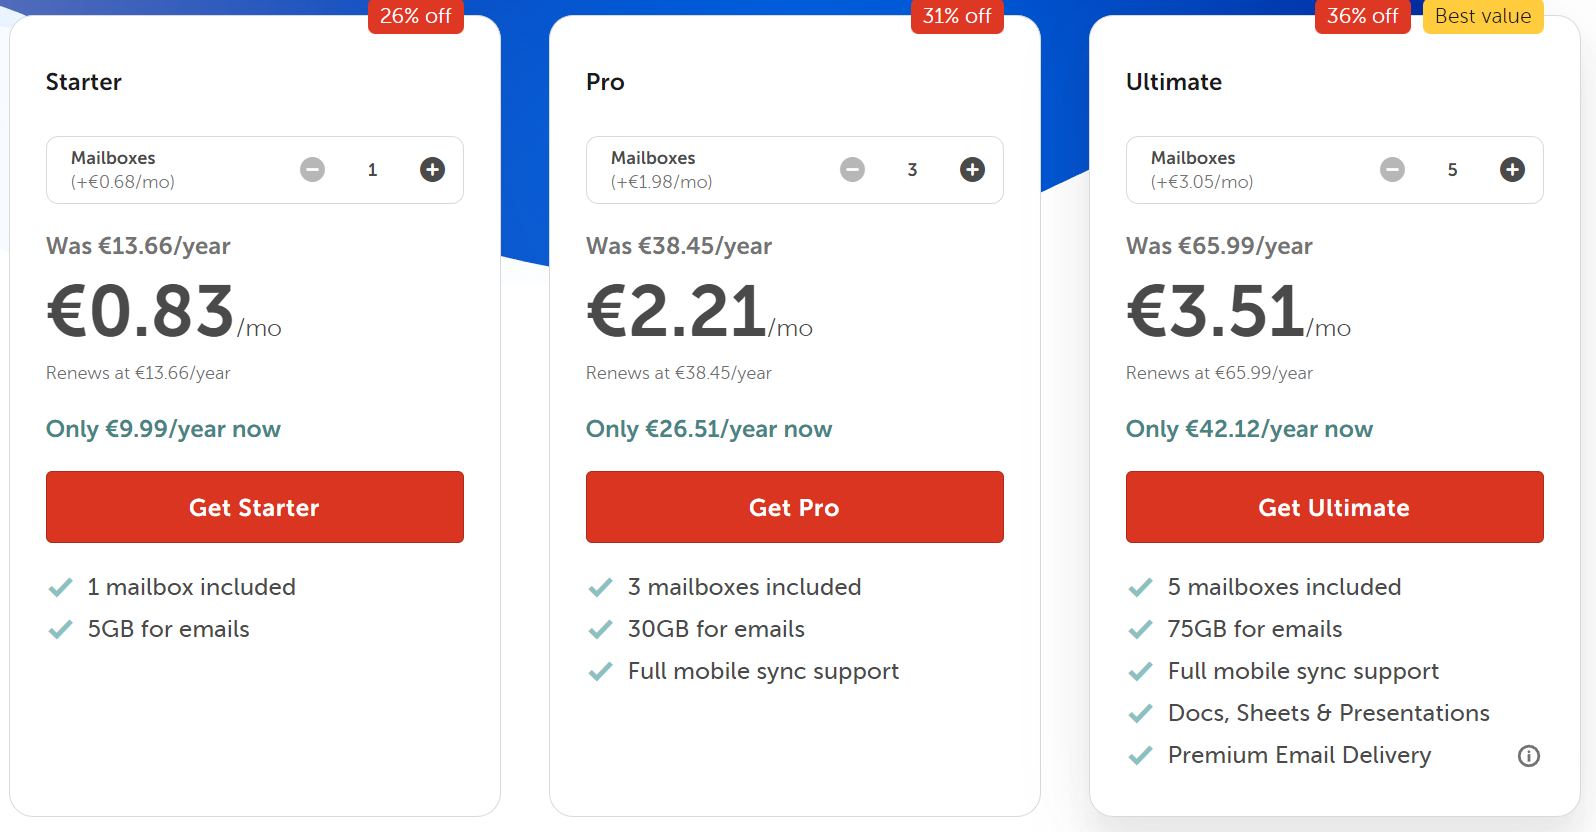 26% off
Starter
Mailboxes
(+€0.68/mo)
1
Was €13.66/year
€0.83/mo
Renews at €13.66/year
Only €9.99/year now
Get Starter
1 mailbox included
5GB for emails
31% off
Pro
Mailboxes
(+€1.98/mo)
3
Was €38.45/year
€2.21/mo
Renews at €38.45/year
Only €26.51/year now
Get Pro
3 mailboxes included
30GB for emails
Full mobile sync support
36% off
Best value
Ultimate
Mailboxes
(+€3.05/mo)
5
Was €65.99/year
€3.51/mo
Renews at €65.99/year
Only €42.12/year now
Get Ultimate
5 mailboxes included
75GB for emails
Full mobile sync support
Docs, Sheets & Presentations
Premium Email Delivery